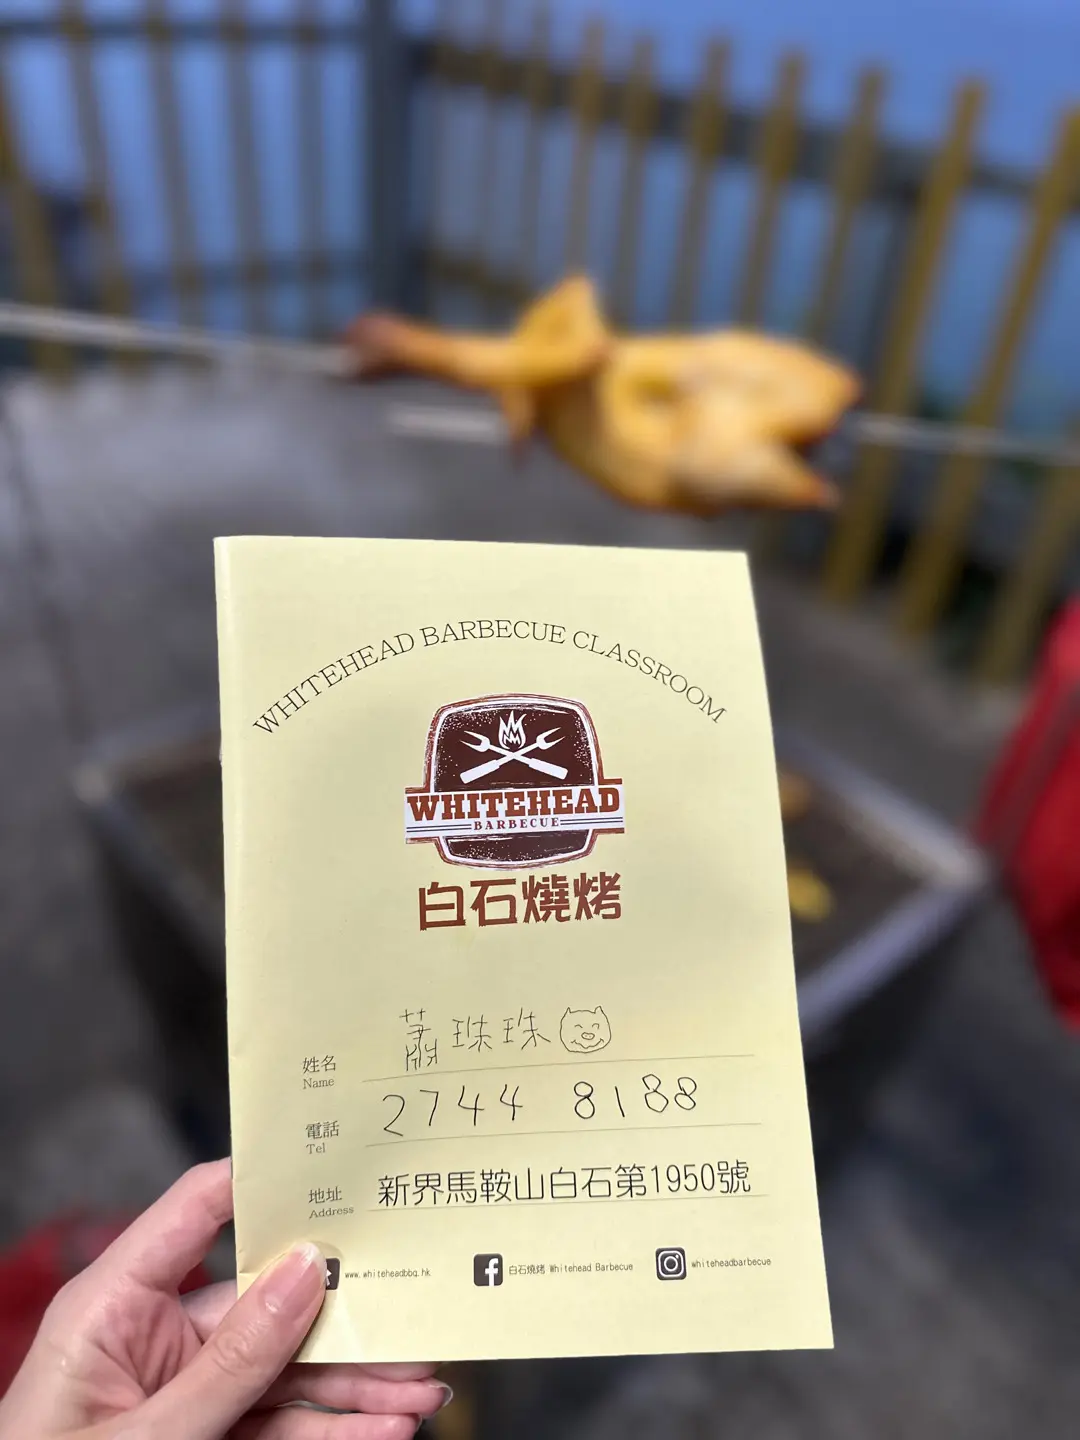 WHITEHEAD BARBECUE CLASSROOM
WHITEHEAD
BARBECUE
白石燒烤
姓名 蕭珠珠
Name
電話 2744 8188
Tel
地址 新界馬鞍山白石第1950號
Address
www.whiteheadbbq.hk 白石燒烤 Whitehead Barbecue whiteheadbarbecue